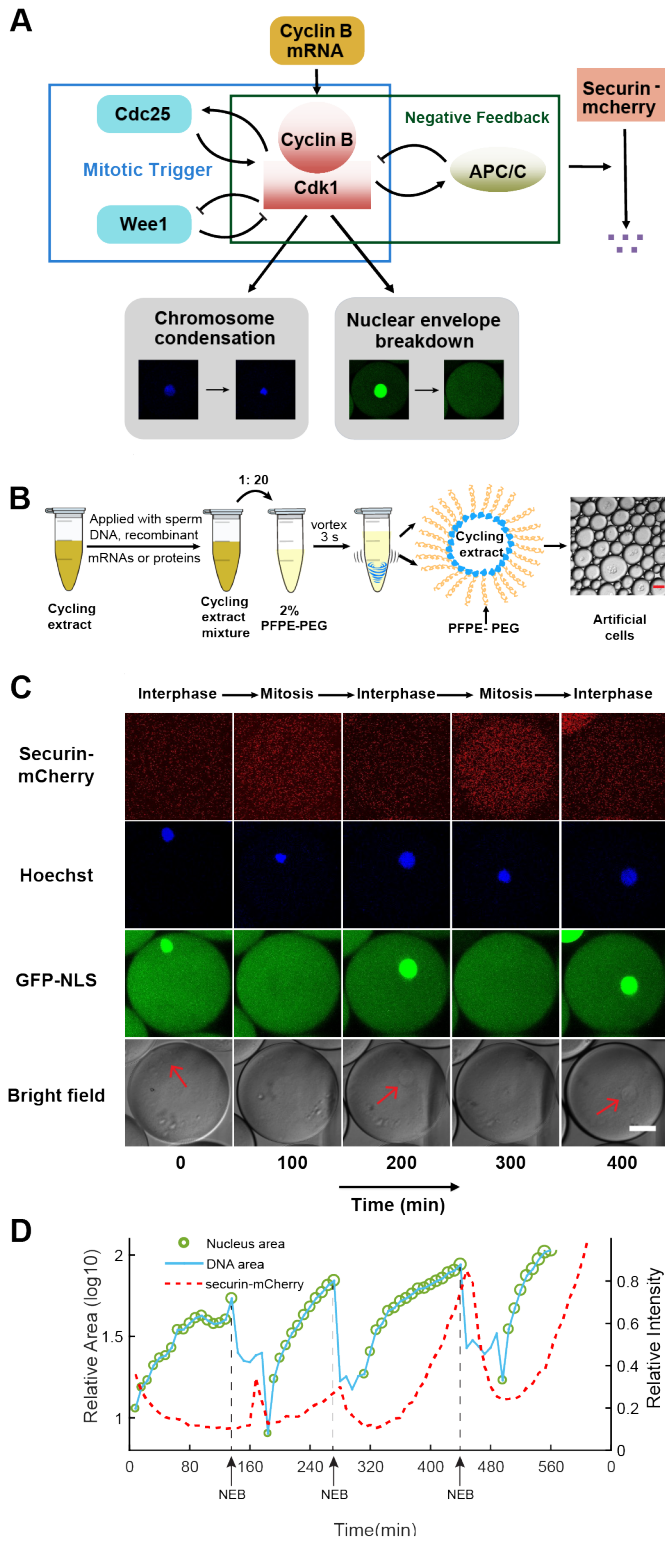 A
Cyclin B
mRNA
Cdc25
Mitotic Trigger
Wee1
Cyclin B
Cdk1
Negative Feedback
APC/C
Securin -
mcherry
Chromosome
condensation
Nuclear envelope
breakdown
B
1: 20
Applied with sperm
DNA, recombinant
mRNAs or proteins
vortex
3 s
Cycling
extract
Cycling
extract
mixture
2%
PFPE-PEG
Cycling
extract
PFPE- PEG
Artificial
cells
C
Interphase
Mitosis
Interphase
Mitosis
Interphase
Securin-
mCherry
Hoechst
GFP-NLS
Bright field
0
100
200
300
400
Time (min)
D
Nucleus area
DNA area
securin-mCherry
Relative Area (log10)
2
1.5
1
Relative Intensity
0.8
0.6
0.4
0.2
0
0
80
160
240
320
400
480
560
0
NEB
NEB
NEB
Time(min)